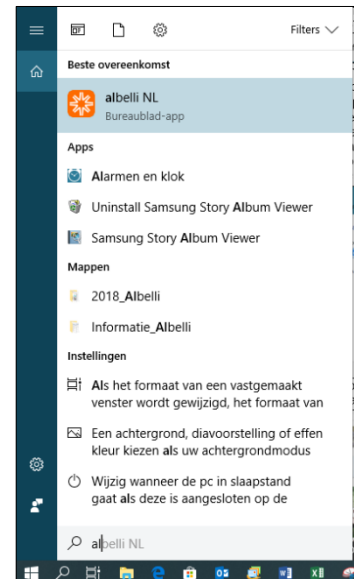 Filters
Beste overeenkomst
albelli NL
Bureaublad-app
Apps
Alarmen en klok
Uninstall Samsung Story Album Viewer
Samsung Story Album Viewer
Mappen
2018_Albelli
Informatie_Albelli
Instellingen
Als het formaat van een vastgemaakt
venster wordt gewijzigd, het formaat van
Een achtergrond, diavoorstelling of effen
kleur kiezen als uw achtergrondmodus
Wijzig wanneer de pc in slaapstand
gaat als deze is aangesloten op de
albelli NL